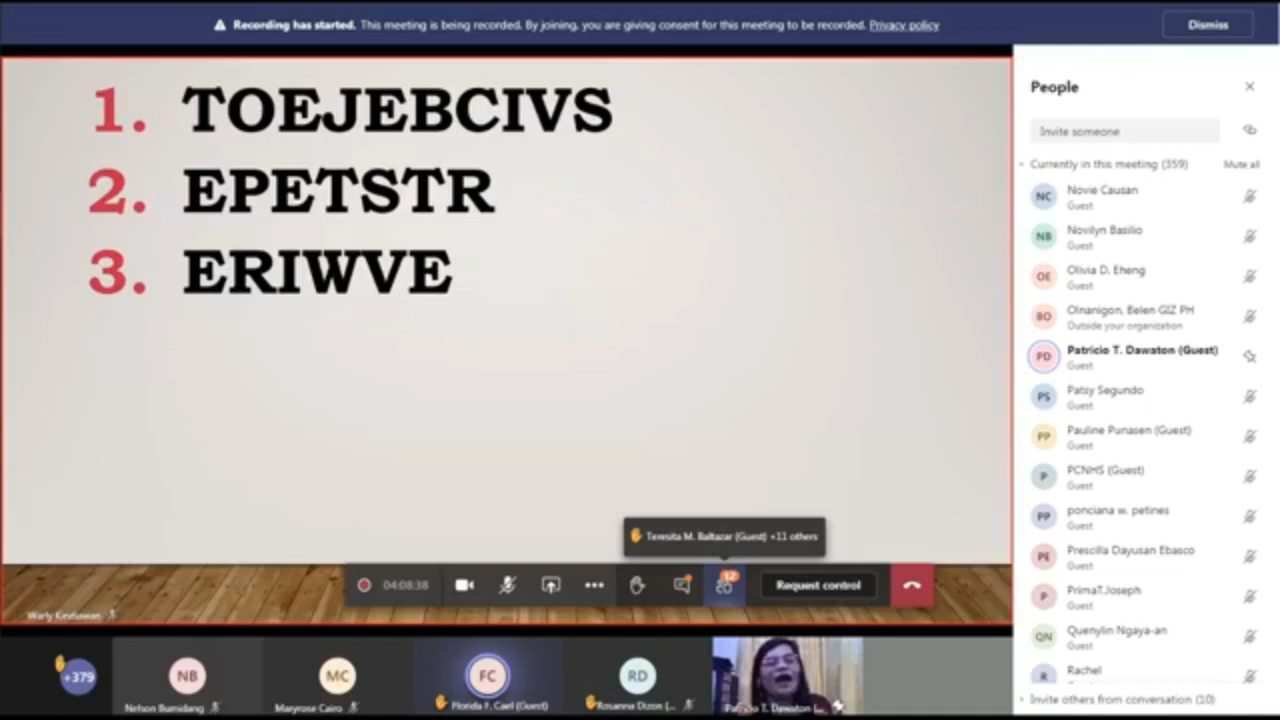 Recording has started. This meeting is being recorded. By joining, you are giving consent for this meeting to be recorded. Privacy policy
Dismiss
1. TOEJEBCIVS
2. EPETSTR
3. ERIWVE
Teresita M. Baltazar (Guest) +11 others
04:08:38
12
Request control
Warly Kinduwan
+379
NB
Nelson Bumidang
MC
Maryrose Cairo
FC
Florida F. Cael (Guest)
RD
Rosanna Dizon (...
Patricio T. Dawaton (...
People
Invite someone
Currently in this meeting (359)
Mute all
NC
Novie Causan
Guest
NB
Novilyn Basilio
Guest
OE
Olivia D. Eheng
Guest
BO
Olnanigon, Belen GIZ PH
Outside your organization
PD
Patricio T. Dawaton (Guest)
Guest
PS
Patsy Segundo
Guest
PP
Pauline Punasen (Guest)
Guest
P
PCNHS (Guest)
Guest
PP
ponciana w. petines
Guest
PE
Prescilla Dayusan Ebasco
Guest
P
PrimaT.Joseph
Guest
QN
Quenylin Ngaya-an
Guest
R
Rachel
Invite others from conversation (10)